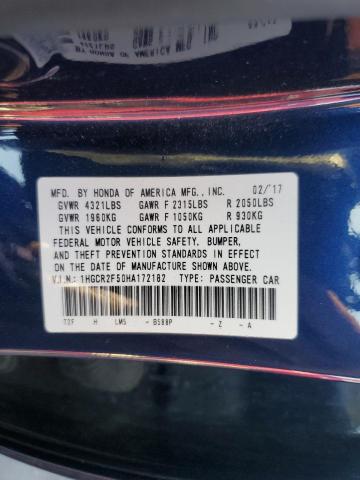 MFD. BY HONDA OF AMERICA MFG., INC. 02/'17
GVWR 4321LBS GAWR F 2315LBS R 2050LBS
GVWR 1960KG GAWR F 1050KG R 930KG
THIS VEHICLE CONFORMS TO ALL APPLICABLE
FEDERAL MOTOR VEHICLE SAFETY, BUMPER,
AND THEFT PREVENTION STANDARDS IN EFFECT
ON THE DATE OF MANUFACTURE SHOWN ABOVE.
V.I.N.: 1HGCR2F50HA172182 TYPE: PASSENGER CAR
T2F H LMS - B588P - Z - A